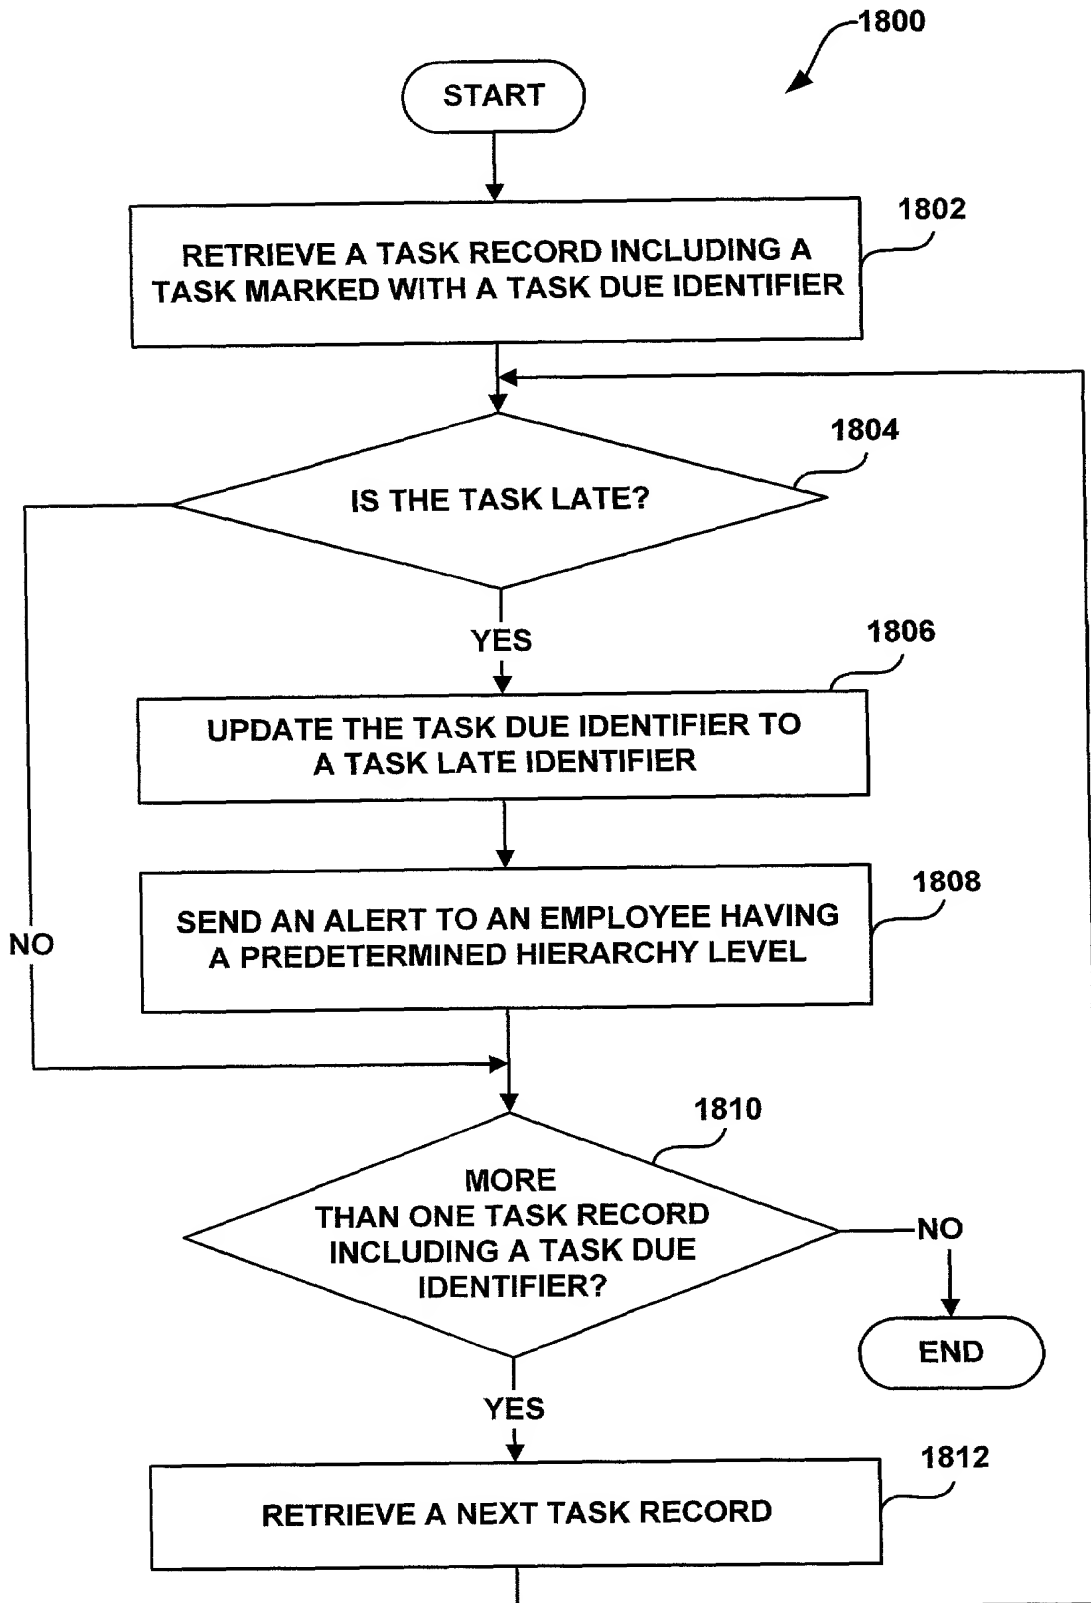 1800
START
1802
RETRIEVE A TASK RECORD INCLUDING A
TASK MARKED WITH A TASK DUE IDENTIFIER
1804
IS THE TASK LATE?
YES
1806
UPDATE THE TASK DUE IDENTIFIER TO
A TASK LATE IDENTIFIER
1808
SEND AN ALERT TO AN EMPLOYEE HAVING
A PREDETERMINED HIERARCHY LEVEL
NO
1810
MORE
THAN ONE TASK RECORD
INCLUDING A TASK DUE
IDENTIFIER?
NO
END
YES
1812
RETRIEVE A NEXT TASK RECORD